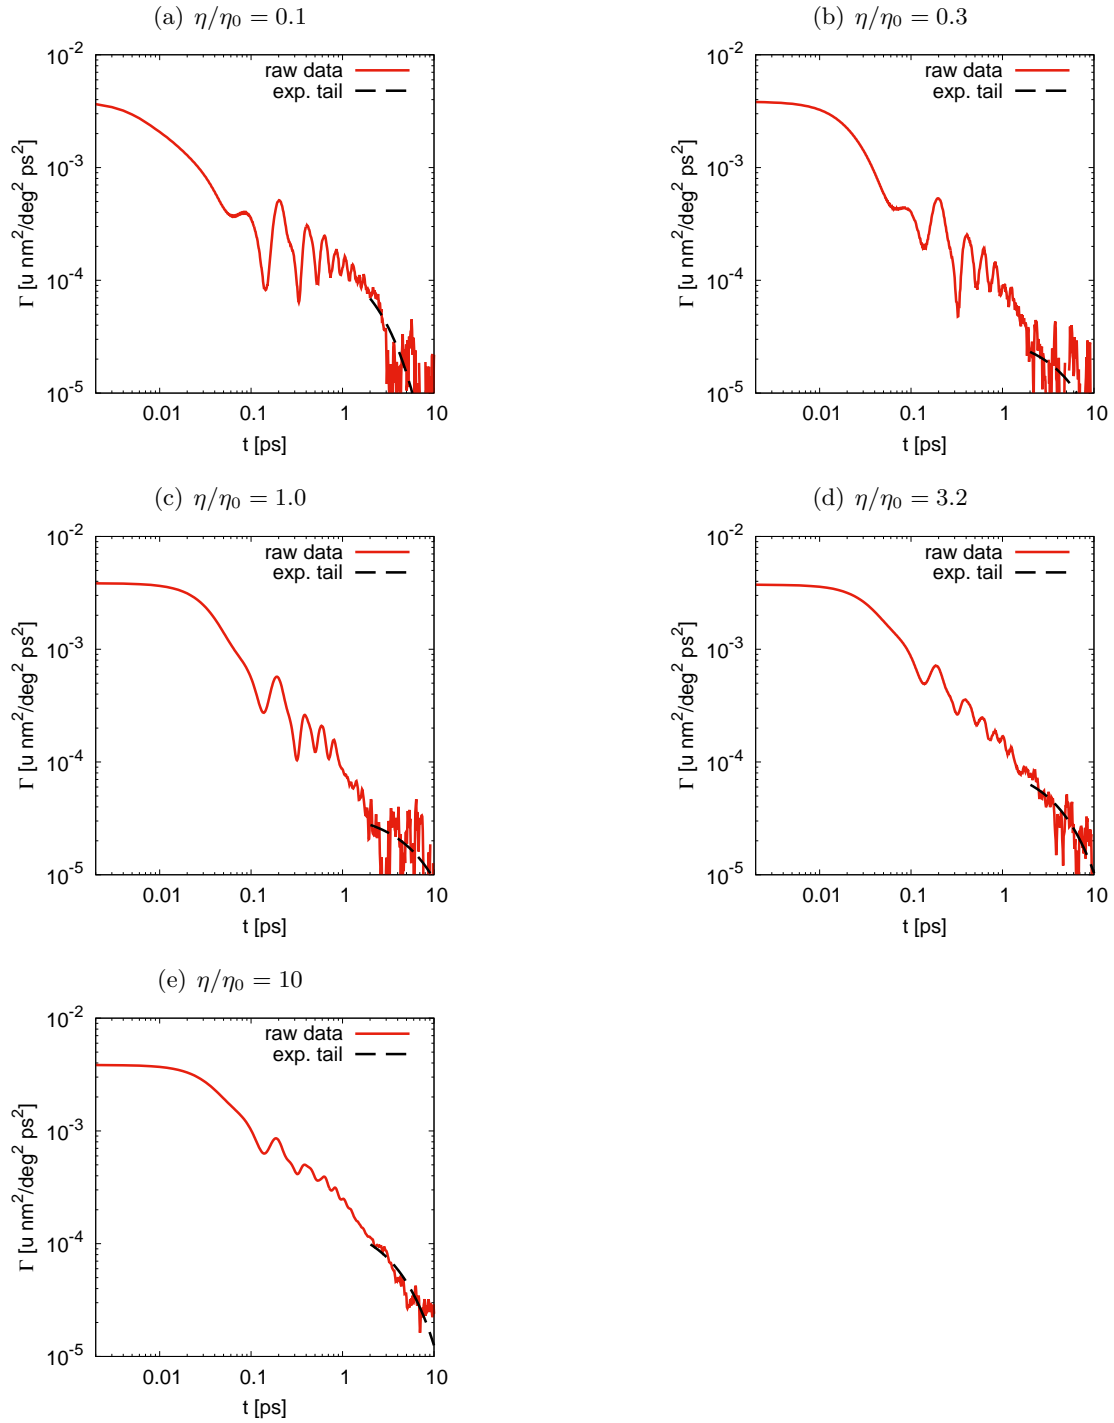 (a) η/η₀ = 0.1
raw data
exp. tail
Γ [u nm²/deg² ps²]
10⁻²
10⁻³
10⁻⁴
10⁻⁵
0.01 0.1 1 10
t [ps]
(b) η/η₀ = 0.3
raw data
exp. tail
Γ [u nm²/deg² ps²]
10⁻²
10⁻³
10⁻⁴
10⁻⁵
0.01 0.1 1 10
t [ps]
(c) η/η₀ = 1.0
raw data
exp. tail
Γ [u nm²/deg² ps²]
10⁻²
10⁻³
10⁻⁴
10⁻⁵
0.01 0.1 1 10
t [ps]
(d) η/η₀ = 3.2
raw data
exp. tail
Γ [u nm²/deg² ps²]
10⁻²
10⁻³
10⁻⁴
10⁻⁵
0.01 0.1 1 10
t [ps]
(e) η/η₀ = 10
raw data
exp. tail
Γ [u nm²/deg² ps²]
10⁻²
10⁻³
10⁻⁴
10⁻⁵
0.01 0.1 1 10
t [ps]